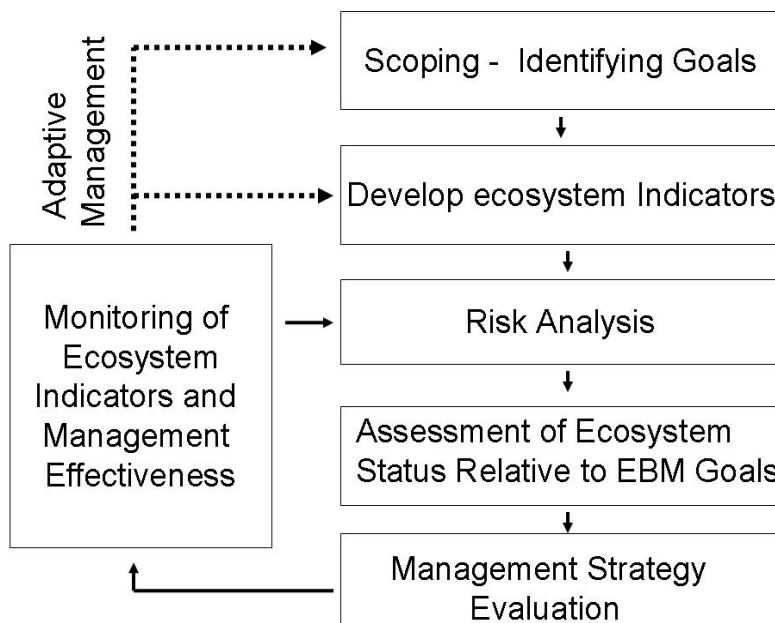 Adaptive
Management
Scoping - Identifying Goals
Develop ecosystem Indicators
Monitoring of
Ecosystem
Indicators and
Management
Effectiveness
Risk Analysis
Assessment of Ecosystem
Status Relative to EBM Goals
Management Strategy
Evaluation